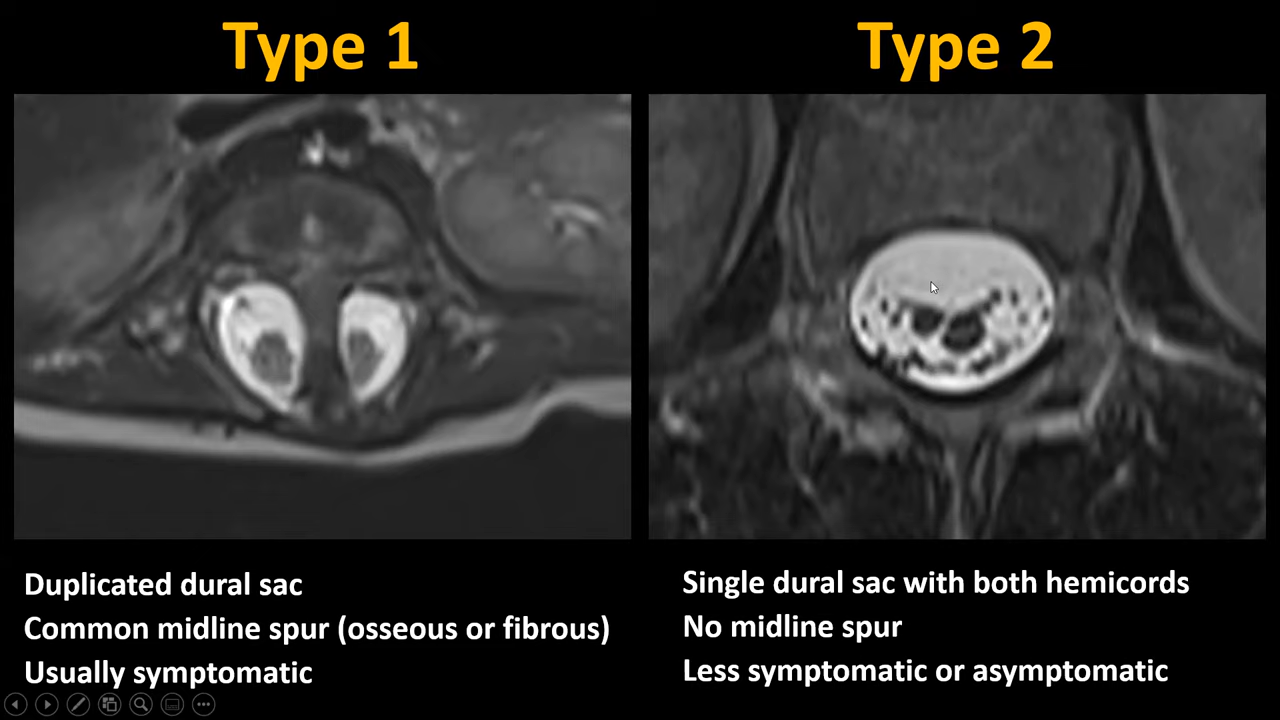 Type 1
Type 2
Duplicated dural sac
Common midline spur (osseous or fibrous)
Usually symptomatic
Single dural sac with both hemicords
No midline spur
Less symptomatic or asymptomatic